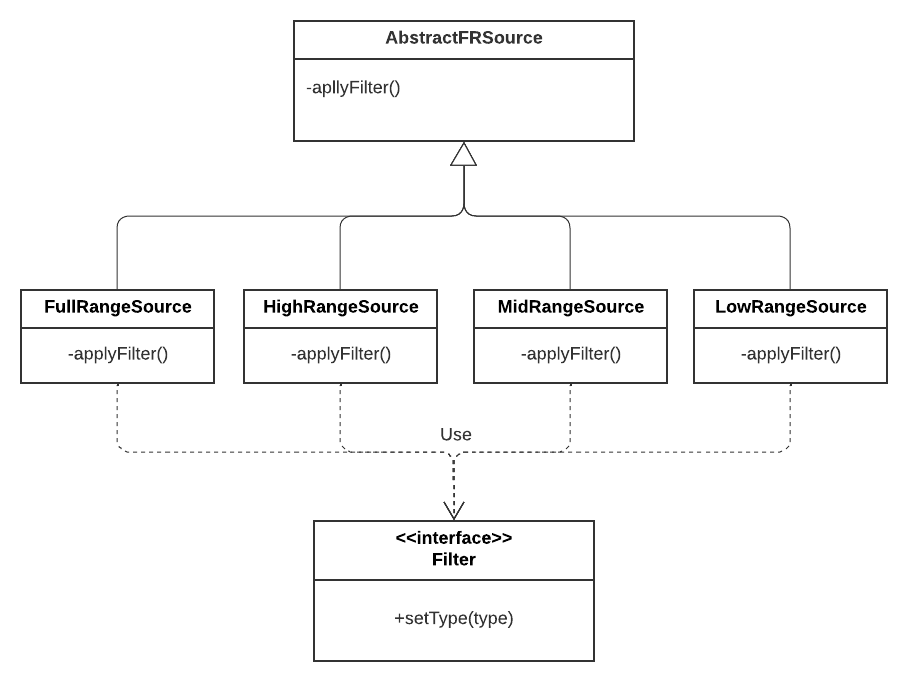 AbstractFRSource
-apllyFilter()
FullRangeSource
-applyFilter()
HighRangeSource
-applyFilter()
MidRangeSource
-applyFilter()
LowRangeSource
-applyFilter()
Use
<<interface>>
Filter
+setType(type)